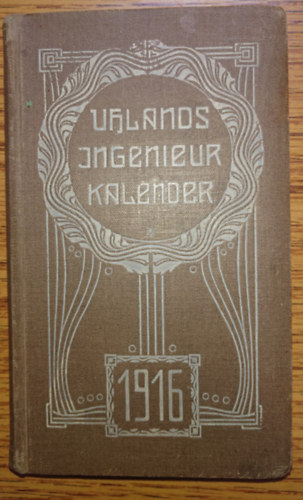 UHLANDS
INGENIEUR
KALENDER
1916